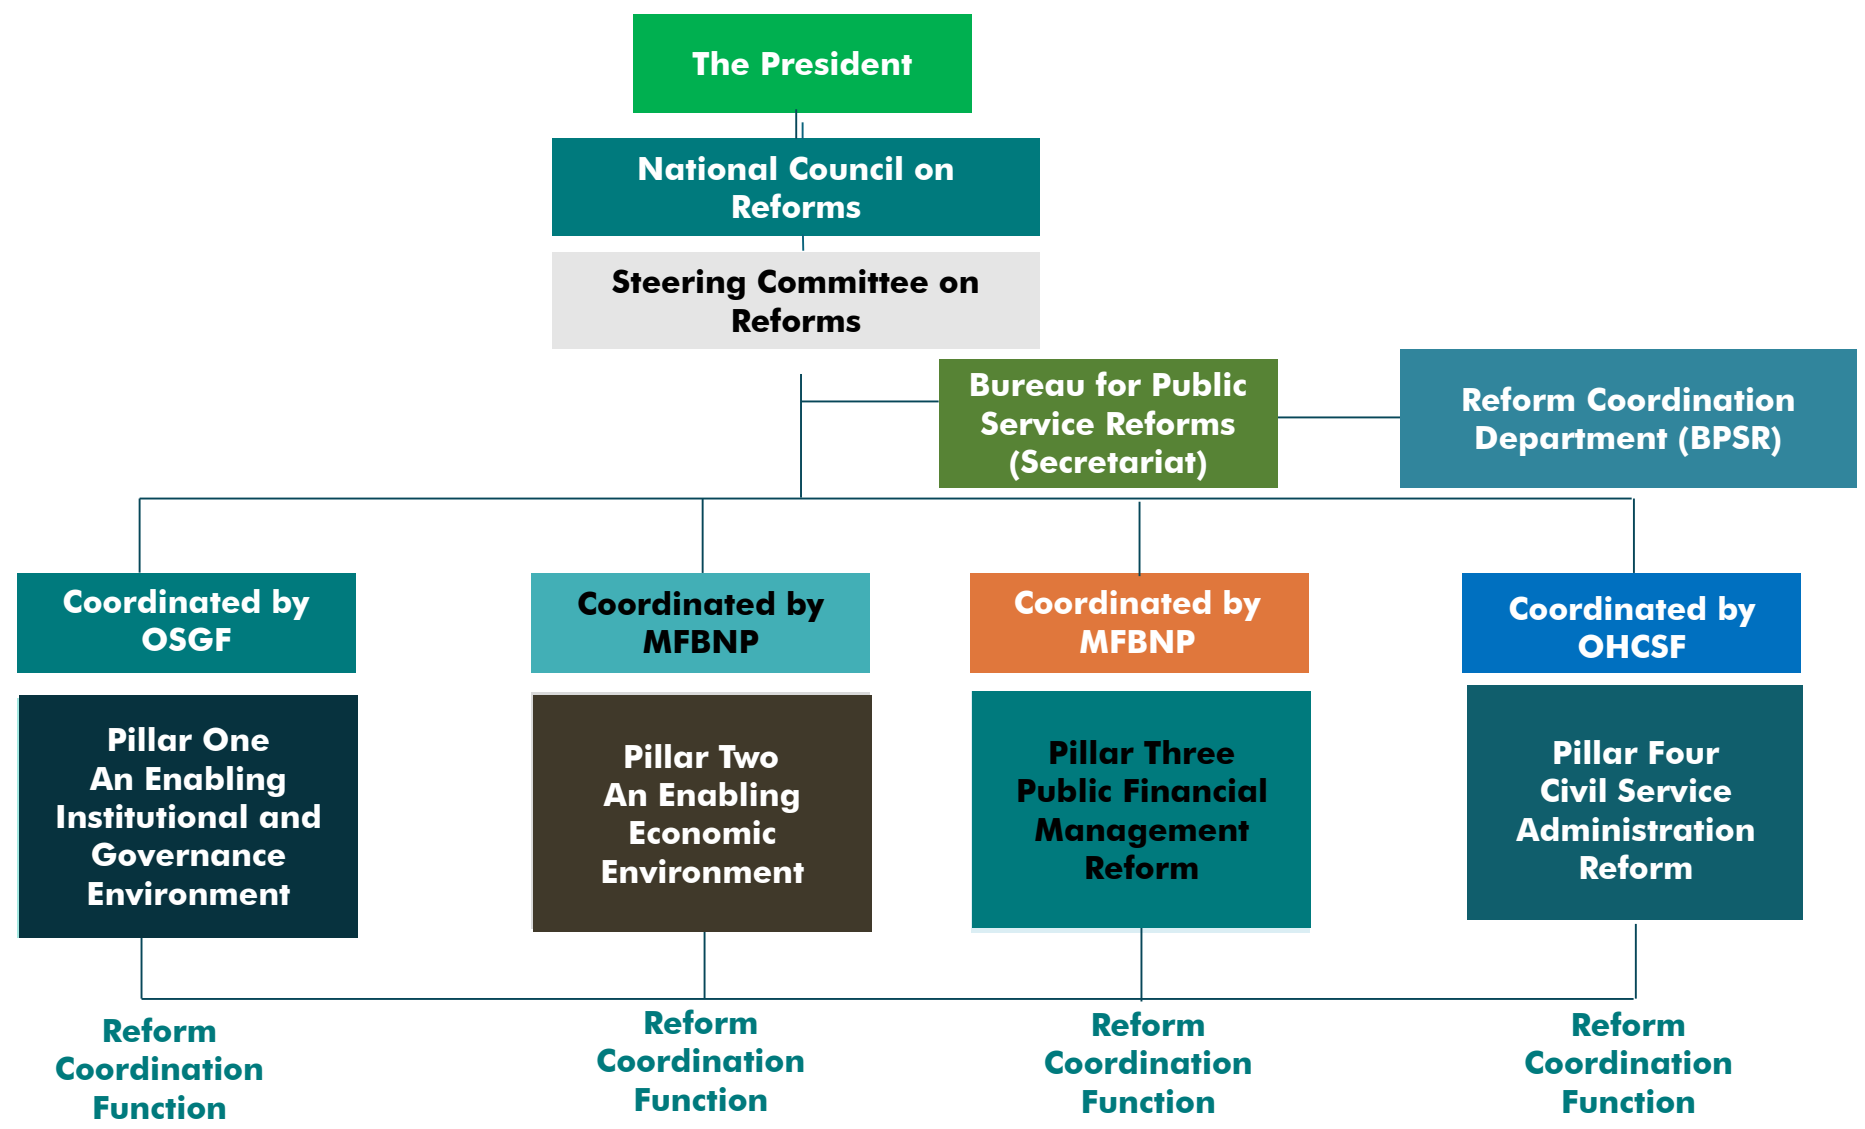 The President
National Council on
Reforms
Steering Committee on
Reforms
Bureau for Public
Service Reforms
(Secretariat)
Reform Coordination
Department (BPSR)
Coordinated by
OSGF
Coordinated by
MFBNP
Coordinated by
MFBNP
Coordinated by
OHCSF
Pillar One
An Enabling
Institutional and
Governance
Environment
Pillar Two
An Enabling
Economic
Environment
Pillar Three
Public Financial
Management
Reform
Pillar Four
Civil Service
Administration
Reform
Reform
Coordination
Function
Reform
Coordination
Function
Reform
Coordination
Function
Reform
Coordination
Function